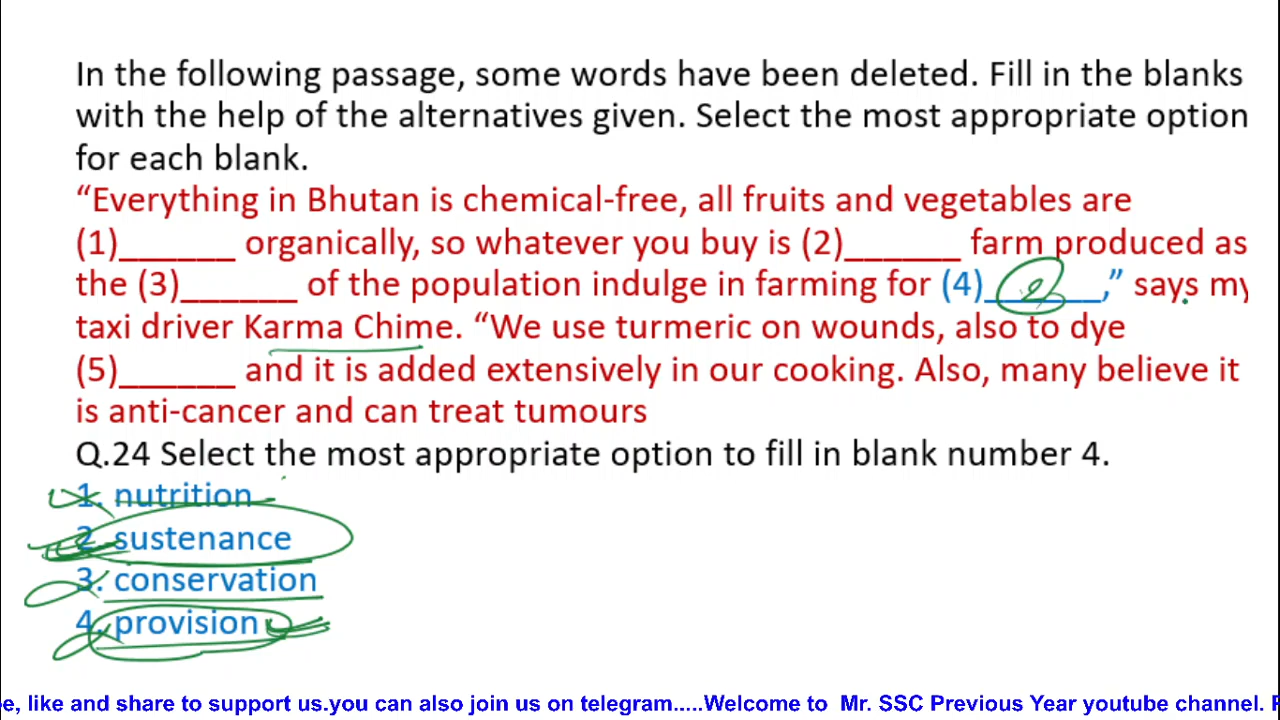 In the following passage, some words have been deleted. Fill in the blanks
with the help of the alternatives given. Select the most appropriate option
for each blank.
“Everything in Bhutan is chemical-free, all fruits and vegetables are
(1)______ organically, so whatever you buy is (2)______ farm produced as
the (3)______ of the population indulge in farming for (4)______,” says my
taxi driver Karma Chime. “We use turmeric on wounds, also to dye
(5)______ and it is added extensively in our cooking. Also, many believe it
is anti-cancer and can treat tumours
Q.24 Select the most appropriate option to fill in blank number 4.
1. nutrition
2. sustenance
3. conservation
4. provision
e, like and share to support us.you can also join us on telegram.....Welcome to Mr. SSC Previous Year youtube channel.